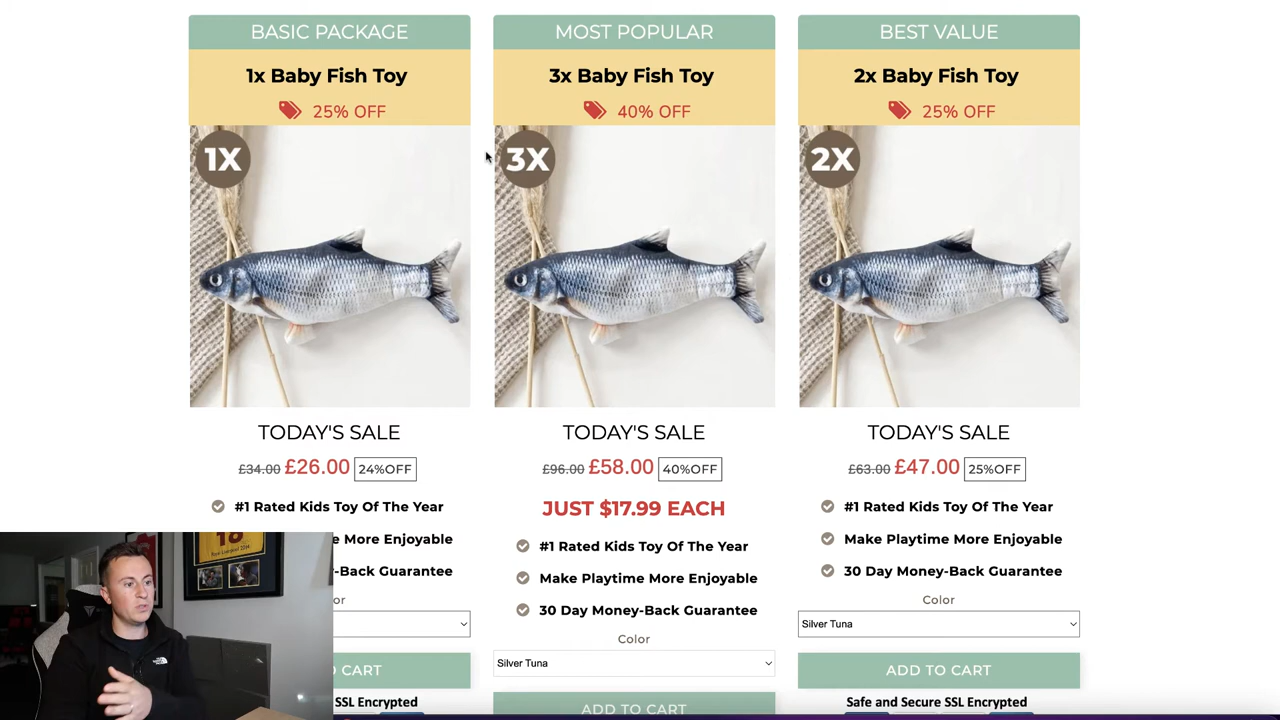 BASIC PACKAGE
1x Baby Fish Toy
25% OFF
1X
TODAY'S SALE
£34.00 £26.00 24%OFF
#1 Rated Kids Toy Of The Year
e More Enjoyable
-Back Guarantee
or
O CART
SSL Encrypted
MOST POPULAR
3x Baby Fish Toy
40% OFF
3X
TODAY'S SALE
£96.00 £58.00 40%OFF
JUST $17.99 EACH
#1 Rated Kids Toy Of The Year
Make Playtime More Enjoyable
30 Day Money-Back Guarantee
Color
Silver Tuna
ADD TO CART
BEST VALUE
2x Baby Fish Toy
25% OFF
2X
TODAY'S SALE
£63.00 £47.00 25%OFF
#1 Rated Kids Toy Of The Year
Make Playtime More Enjoyable
30 Day Money-Back Guarantee
Color
Silver Tuna
ADD TO CART
Safe and Secure SSL Encrypted